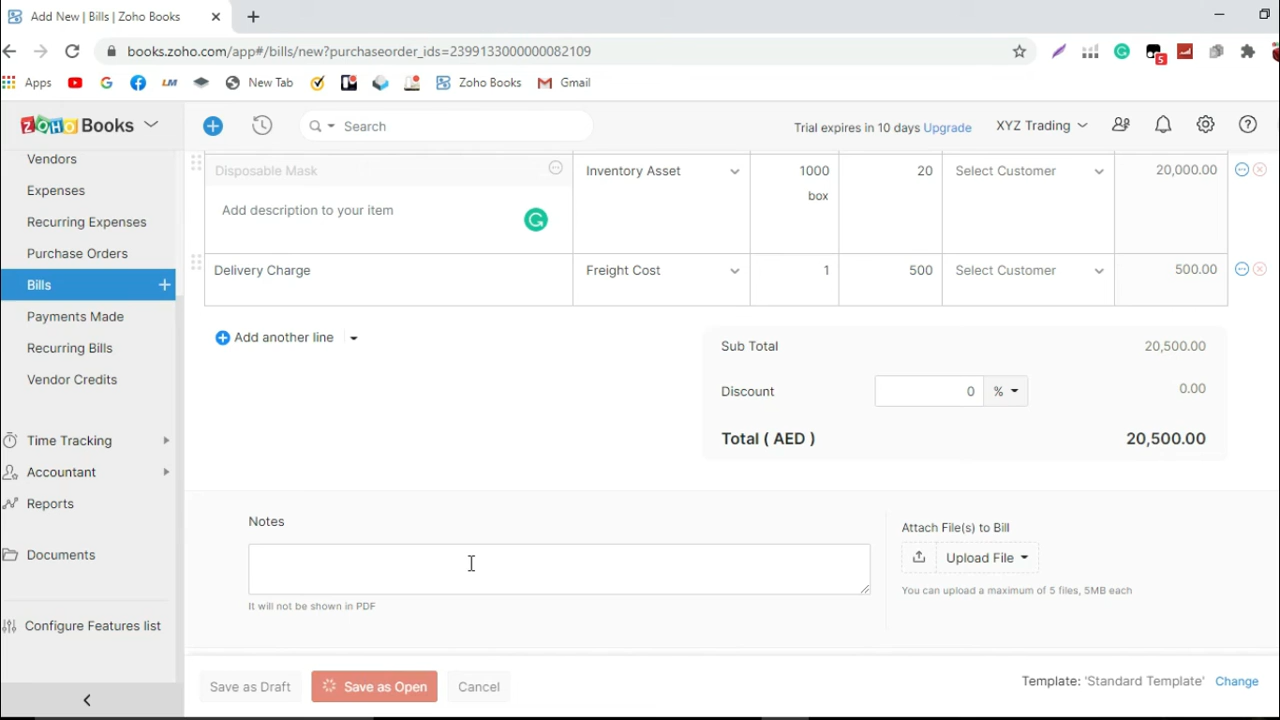 Add New | Bills | Zoho Books
books.zoho.com/app#/bills/new?purchaseorder_ids=2399133000000082109
5
Apps
LM
New Tab
Zoho Books
Gmail
ZOHO Books
Search
Trial expires in 10 days Upgrade
XYZ Trading
Vendors
Expenses
Recurring Expenses
Purchase Orders
Bills
Payments Made
Recurring Bills
Vendor Credits
Time Tracking
Accountant
Reports
Documents
Configure Features list
Disposable Mask
Inventory Asset
1000
20
Select Customer
20,000.00
box
Add description to your item
Delivery Charge
Freight Cost
1
500
Select Customer
500.00
Add another line
Sub Total
20,500.00
Discount
0
%
0.00
Total ( AED )
20,500.00
Notes
It will not be shown in PDF
Attach File(s) to Bill
Upload File
You can upload a maximum of 5 files, 5MB each
Save as Draft
Save as Open
Cancel
Template: 'Standard Template'
Change